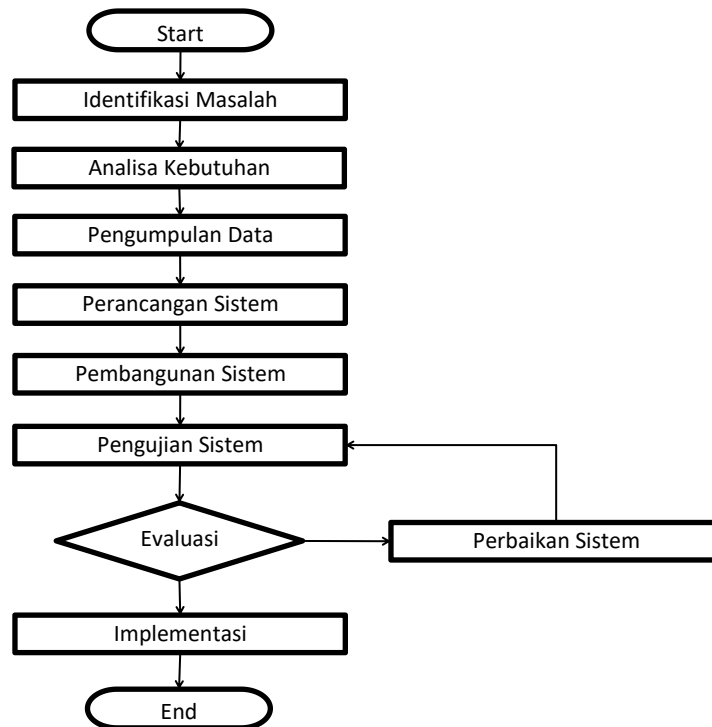 Start
Identifikasi Masalah
Analisa Kebutuhan
Pengumpulan Data
Perancangan Sistem
Pembangunan Sistem
Pengujian Sistem
Evaluasi
Perbaikan Sistem
Implementasi
End